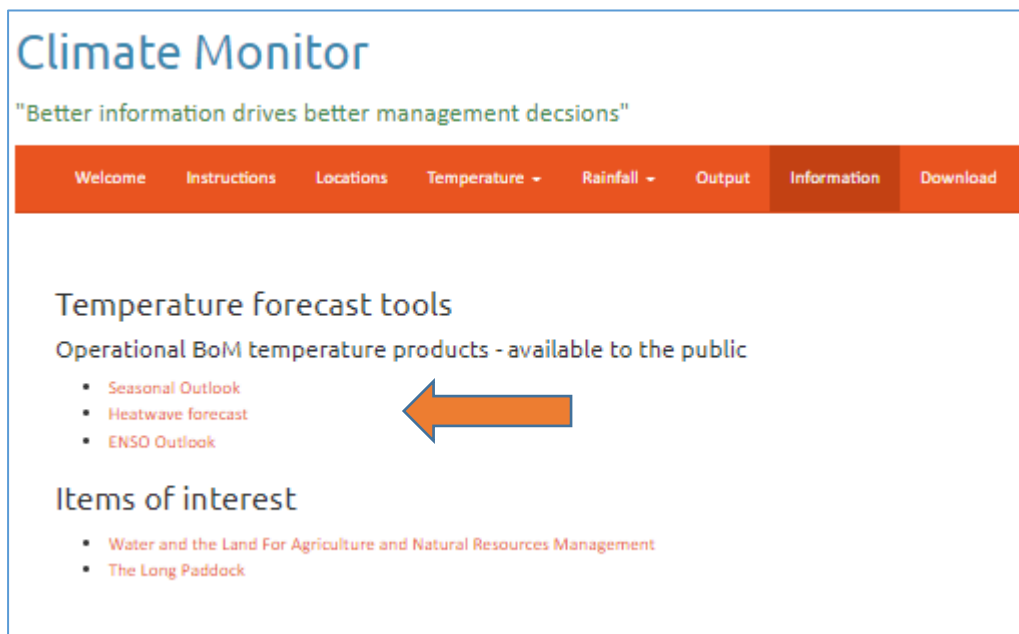 Climate Monitor
"Better information drives better management decsions"
Welcome Instructions Locations Temperature Rainfall Output Information Download
Temperature forecast tools
Operational BoM temperature products - available to the public
Seasonal Outlook
Heatwave forecast
ENSO Outlook
Items of interest
Water and the Land For Agriculture and Natural Resources Management
The Long Paddock